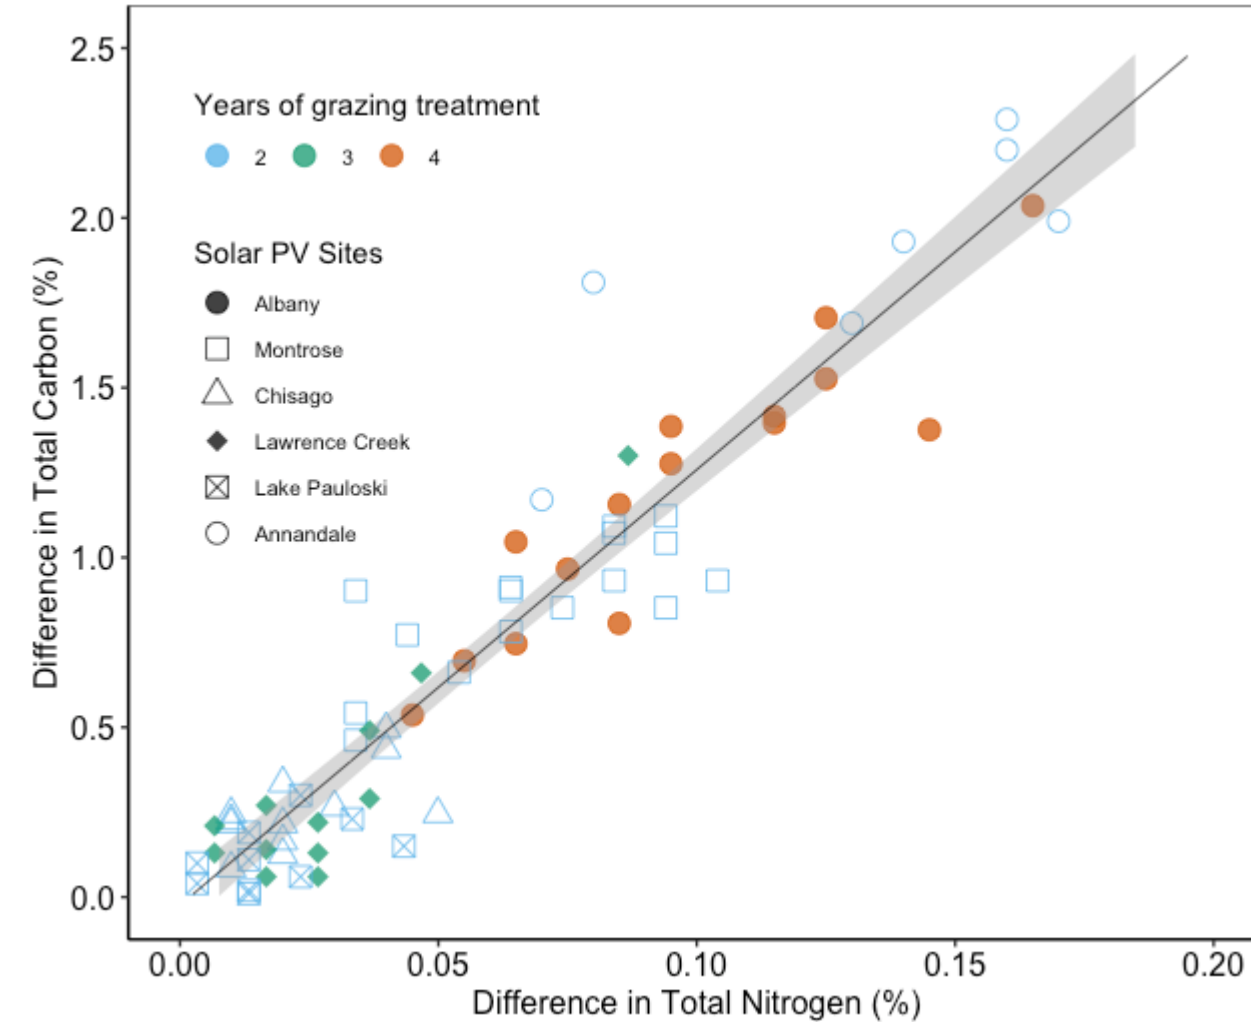 2.5
2.0
1.5
1.0
0.5
0.0
Difference in Total Carbon (%)
Years of grazing treatment
2 3 4
Solar PV Sites
Albany
Montrose
Chisago
Lawrence Creek
Lake Pauloski
Annandale
0.00 0.05 0.10 0.15 0.20
Difference in Total Nitrogen (%)